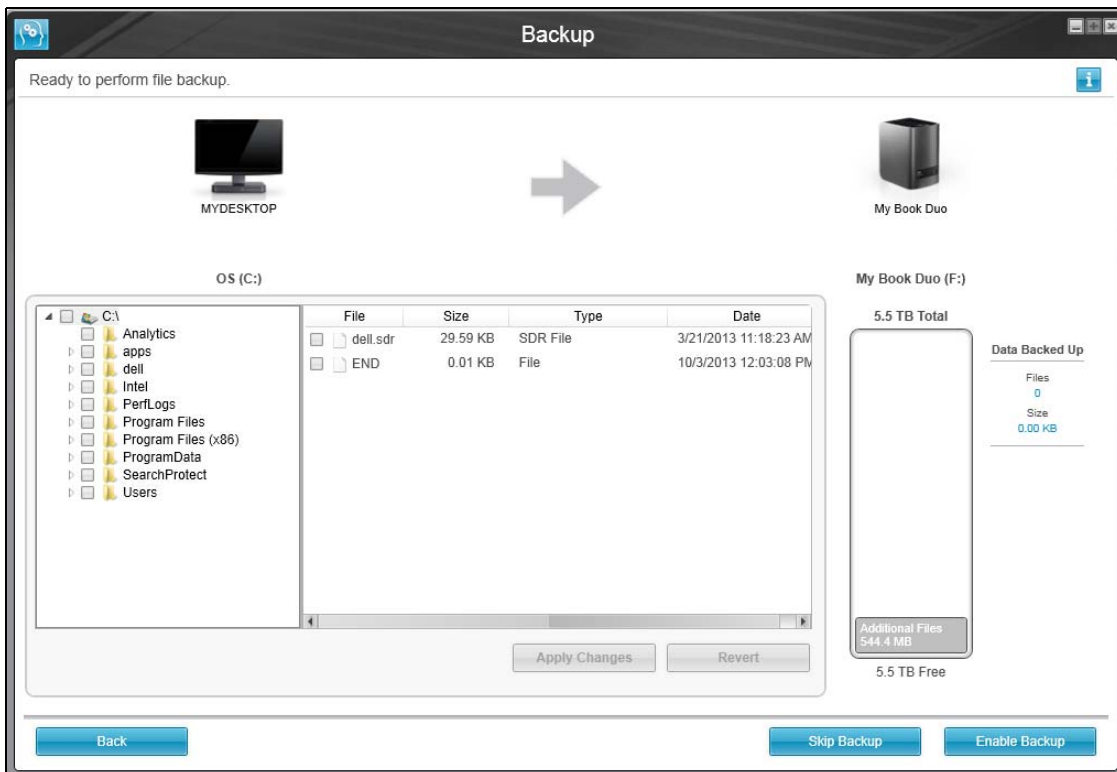 Backup
Ready to perform file backup.
i
MYDESKTOP
My Book Duo
OS (C:)
My Book Duo (F:)
C:\
Analytics
apps
dell
Intel
PerfLogs
Program Files
Program Files (x86)
ProgramData
SearchProtect
Users
File Size Type Date
dell.sdr 29.59 KB SDR File 3/21/2013 11:18:23 AM
END 0.01 KB File 10/3/2013 12:03:08 PM
Apply Changes Revert
5.5 TB Total
Additional Files
544.4 MB
5.5 TB Free
Data Backed Up
Files
0
Size
0.00 KB
Back Skip Backup Enable Backup